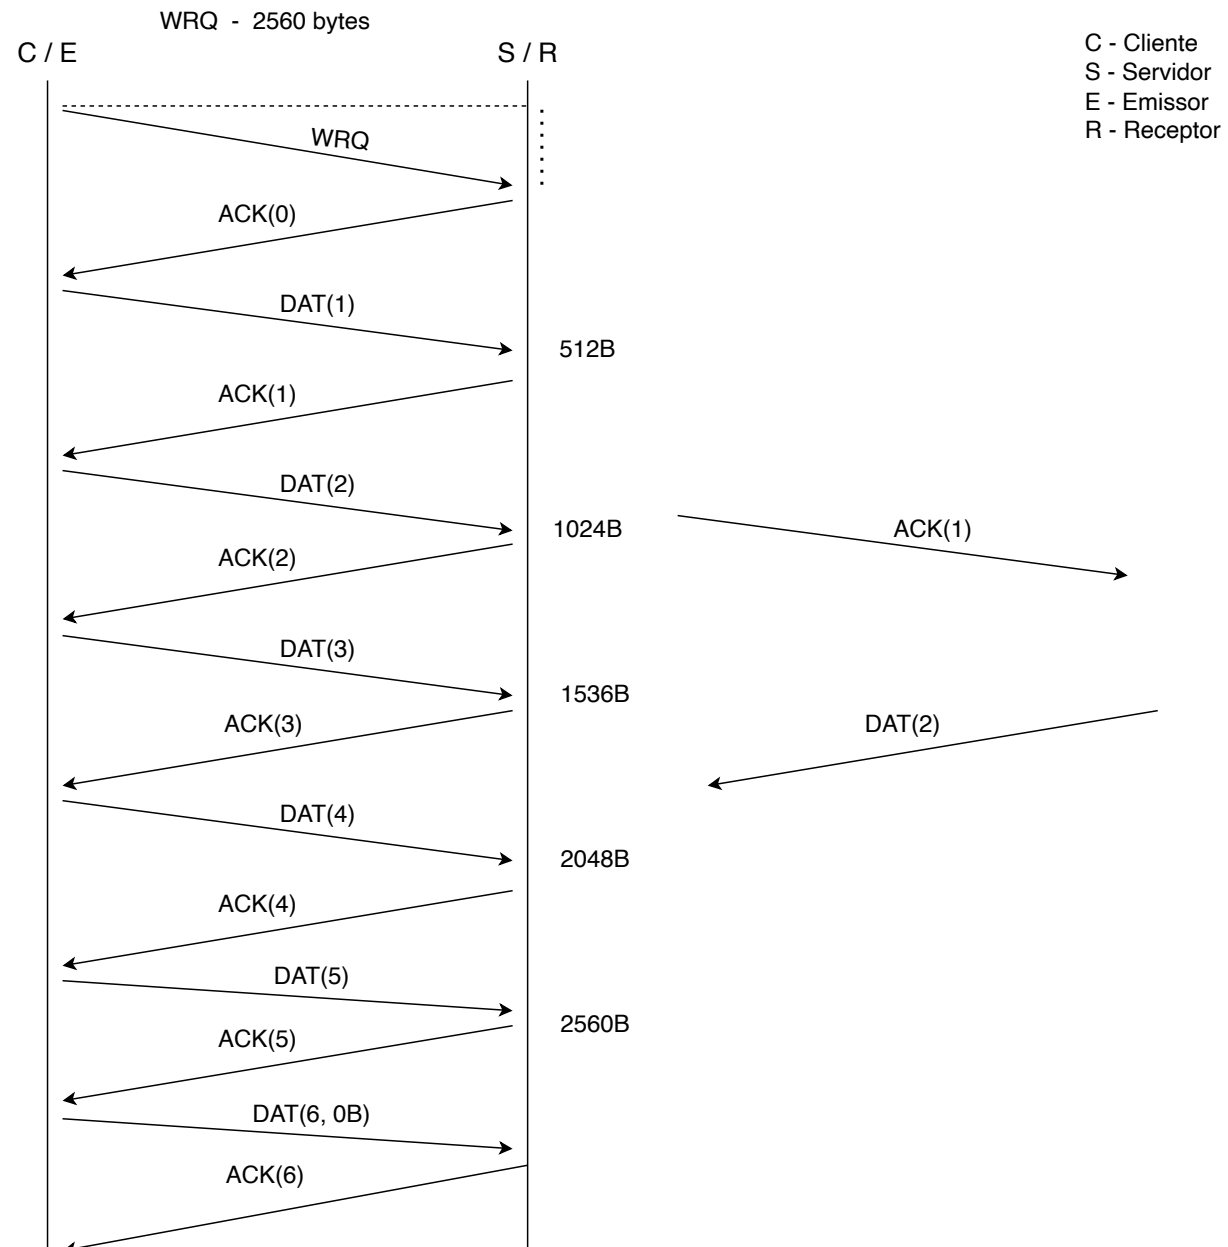 WRQ - 2560 bytes
C / E
S / R
C - Cliente
S - Servidor
E - Emissor
R - Receptor
WRQ
ACK(0)
DAT(1)
512B
ACK(1)
DAT(2)
1024B
ACK(1)
ACK(2)
DAT(3)
1536B
ACK(3)
DAT(2)
DAT(4)
2048B
ACK(4)
DAT(5)
2560B
ACK(5)
DAT(6, 0B)
ACK(6)